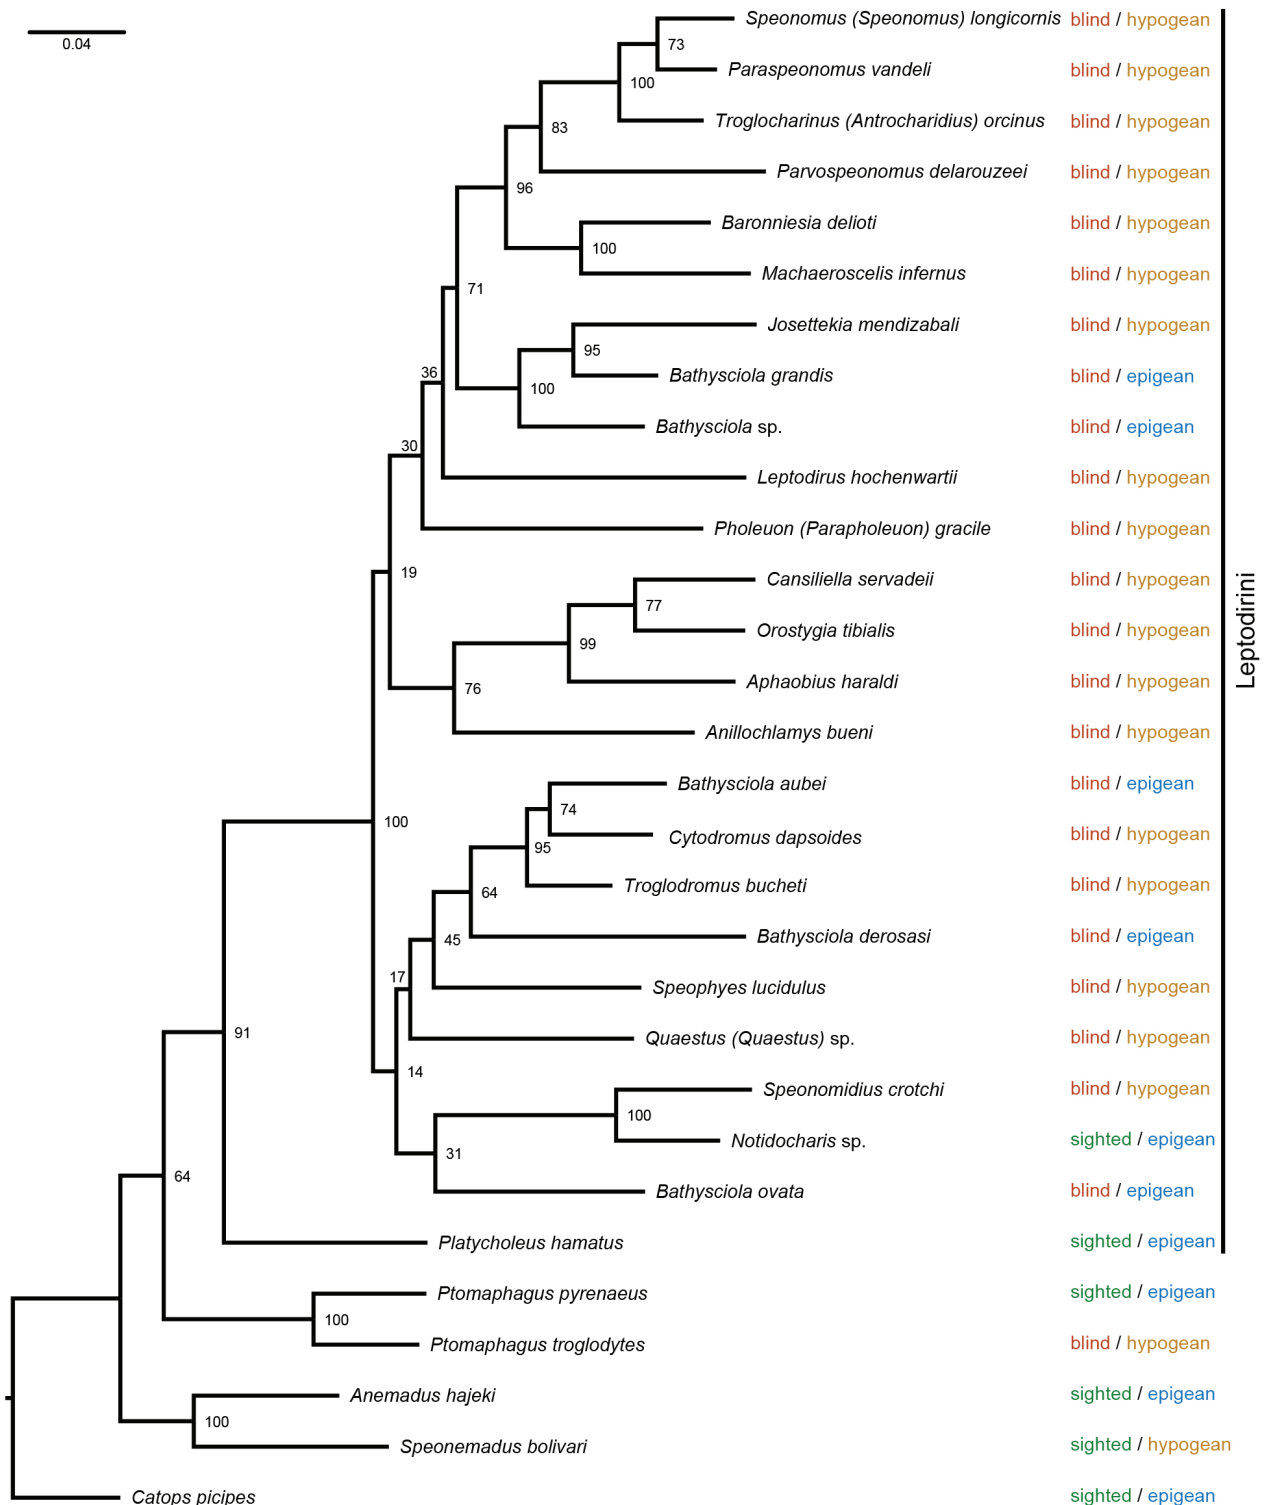 0.04
Speonomus (Speonomus) longicornis blind / hypogean
73
Paraspeonomus vandeli blind / hypogean
100
Troglocharinus (Antrocharidius) orcinus blind / hypogean
83
Parvospeonomus delarouzeei blind / hypogean
96
Baronniesia delioti blind / hypogean
100
Machaeroscelis infernus blind / hypogean
71
Josettekia mendizabali blind / hypogean
95
Bathysciola grandis blind / epigean
36
100
Bathysciola sp. blind / epigean
30
Leptodirus hochenwartii blind / hypogean
Pholeuon (Parapholeuon) gracile blind / hypogean
19
Cansiliella servadeii blind / hypogean
77
Orostygia tibialis blind / hypogean
99
Leptodirini
Aphaobius haraldi blind / hypogean
76
Anillochlamys bueni blind / hypogean
Bathysciola aubei blind / epigean
74
100
Cytodromus dapsoides blind / hypogean
95
Troglodromus bucheti blind / hypogean
64
Bathysciola derosasi blind / epigean
45
17
Speophyes lucidulus blind / hypogean
91
Quaestus (Quaestus) sp. blind / hypogean
14
Speonomidius crotchi blind / hypogean
100
Notidocharis sp. sighted / epigean
31
64
Bathysciola ovata blind / epigean
Platycholeus hamatus sighted / epigean
Ptomaphagus pyrenaeus sighted / epigean
100
Ptomaphagus troglodytes blind / hypogean
Anemadus hajeki sighted / epigean
100
Speonemadus bolivari sighted / hypogean
Catops picipes sighted / epigean